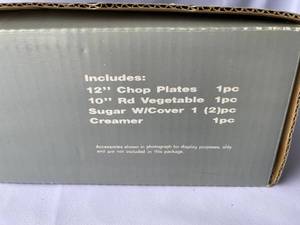 Includes:
12" Chop Plates 1pc
10" Rd Vegetable 1pc
Sugar W/Cover 1 (2)pc
Creamer 1pc
Accessories shown in photograph for display purposes, only
and are not included in this package.